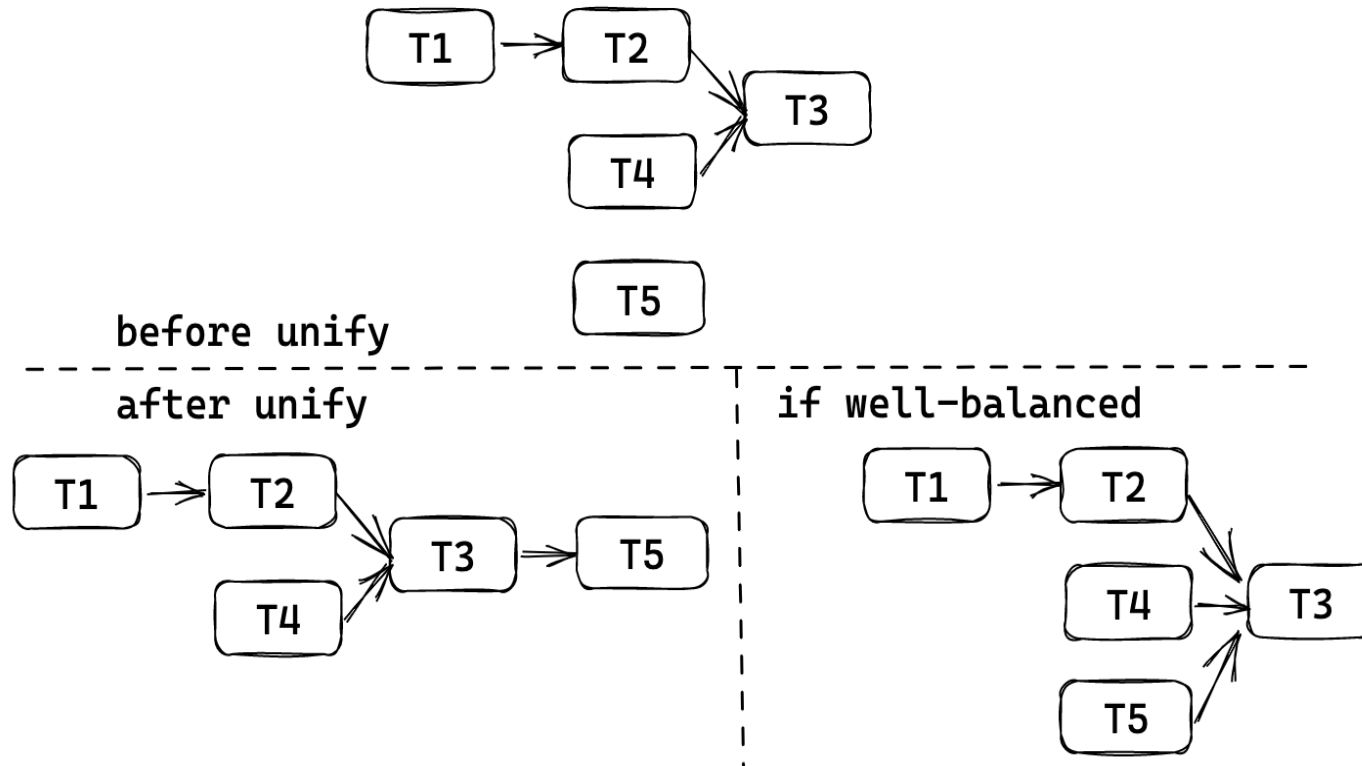 T1
T2
T3
T4
T5
before unify
after unify
T1
T2
T3
T5
T4
if well-balanced
T1
T2
T4
T3
T5